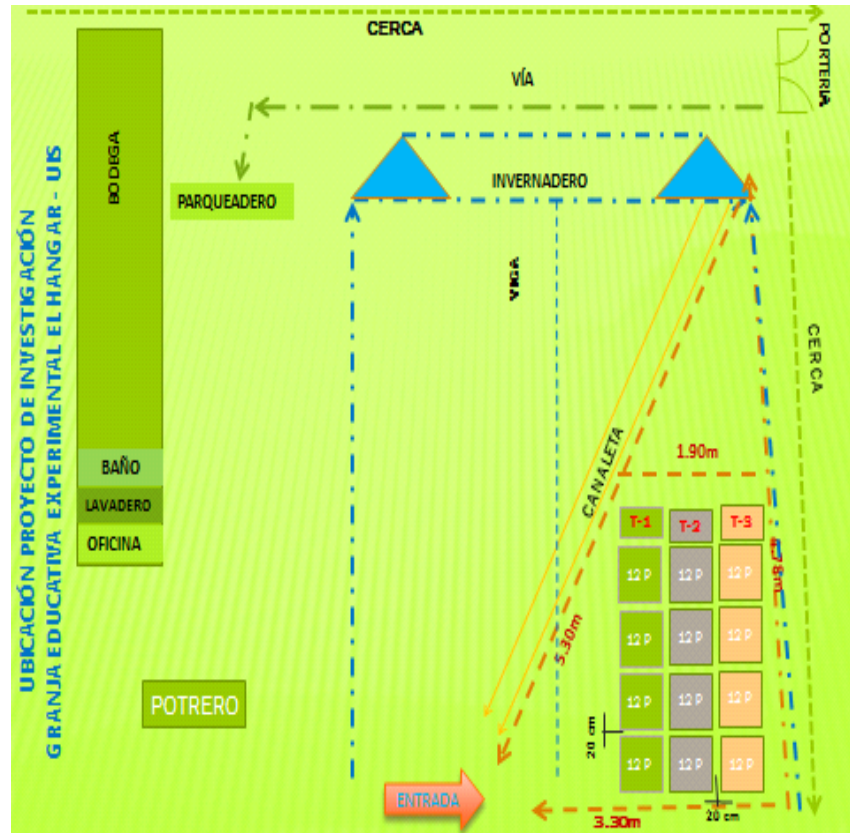 CERCA
PORTERIA
VÍA
BODEGA
PARQUEADERO
INVERNADERO
VIGA
CERCA
UBICACIÓN PROYECTO DE INVESTIGACIÓN
GRANJA EDUCATIVA EXPERIMENTAL EL HANGAR - UIS
CANALETA
1.90m
BAÑO
LAVADERO
OFICINA
T-1 T-2 T-3
12 P 12 P 12 P
12 P 12 P 12 P
12 P 12 P 12 P
12 P 12 P 12 P
5.30m
POTRERO
20 cm
ENTRADA
3.30m
20 cm